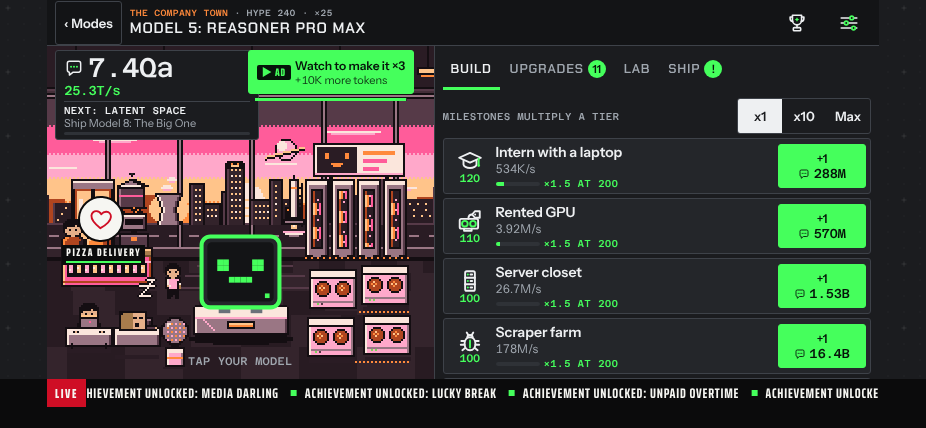 ‹ Modes
THE COMPANY TOWN · HYPE 240 · ×25
MODEL 5: REASONER PRO MAX
7.40a
25.3T/s
NEXT: LATENT SPACE
Ship Model 8: The Big One
AD
Watch to make it ×3
+10K more tokens
PIZZA DELIVERY
Z
TAP YOUR MODEL
BUILD
UPGRADES 11
LAB
SHIP !
MILESTONES MULTIPLY A TIER
x1
x10
Max
Intern with a laptop
534K/s
120
×1.5 AT 200
+1
288M
Rented GPU
3.92M/s
110
×1.5 AT 200
+1
570M
Server closet
26.7M/s
100
×1.5 AT 200
+1
1.53B
Scraper farm
178M/s
100
×1.5 AT 200
+1
16.4B
LIVE
HIEVEMENT UNLOCKED: MEDIA DARLING ■ ACHIEVEMENT UNLOCKED: LUCKY BREAK ■ ACHIEVEMENT UNLOCKED: UNPAID OVERTIME ■ ACHIEVEMENT UNLOCKE